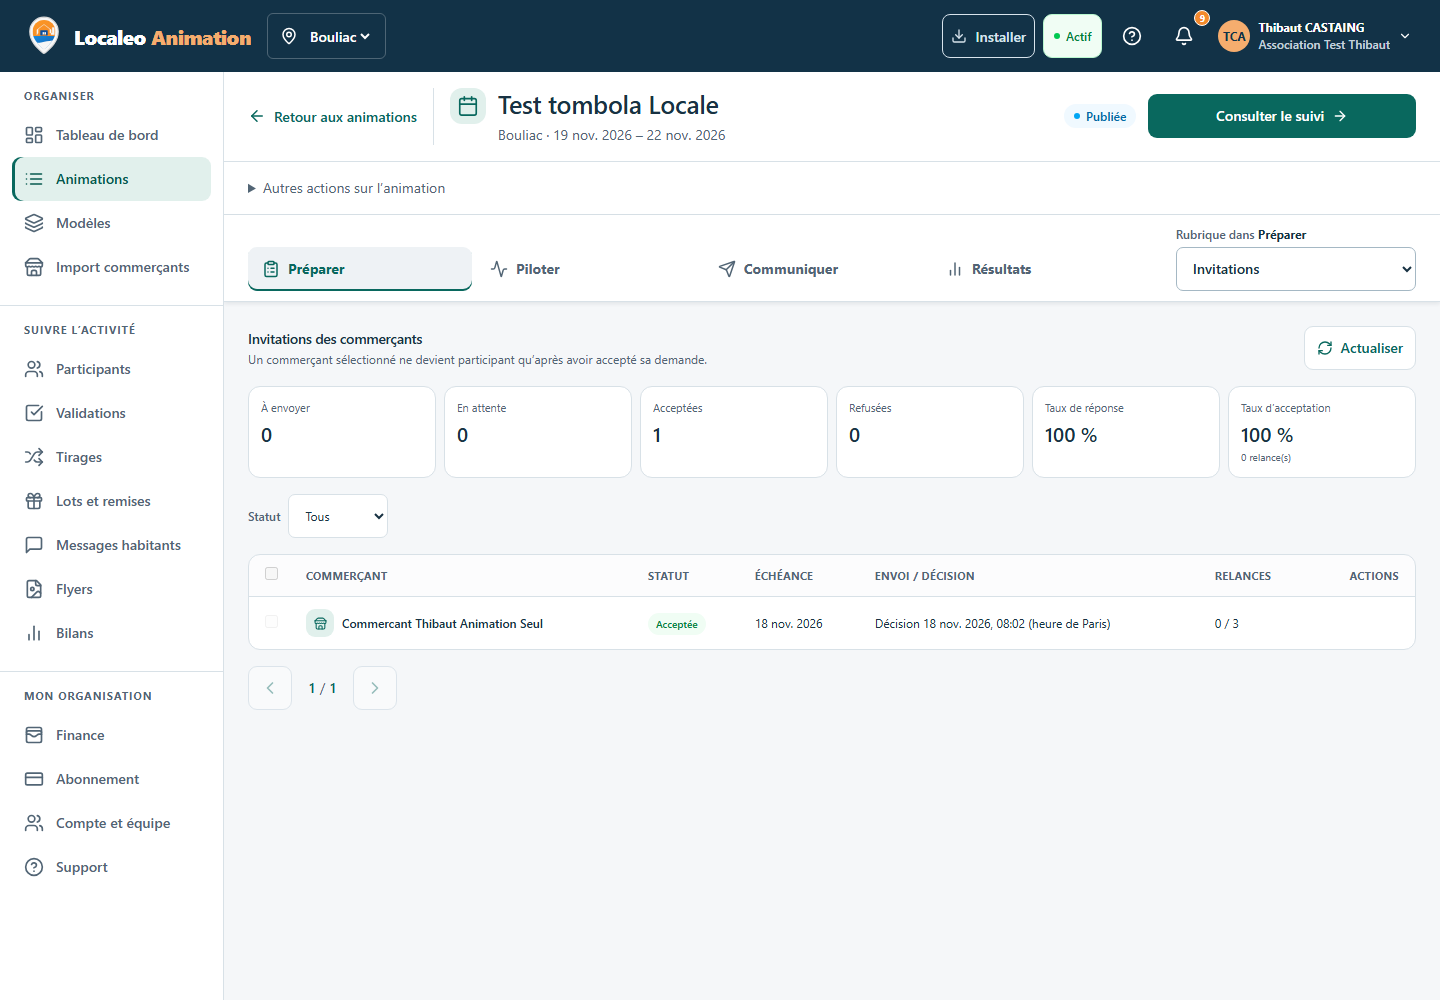 Localeo Animation
Bouliac
Installer
Actif
9
TCA
Thibaut CASTAING
Association Test Thibaut
ORGANISER
Tableau de bord
Animations
Modèles
Import commerçants
SUIVRE L'ACTIVITÉ
Participants
Validations
Tirages
Lots et remises
Messages habitants
Flyers
Bilans
MON ORGANISATION
Finance
Abonnement
Compte et équipe
Support
Retour aux animations
Test tombola Locale
Bouliac · 19 nov. 2026 – 22 nov. 2026
Publiée
Consulter le suivi
Autres actions sur l'animation
Préparer
Piloter
Communiquer
Résultats
Rubrique dans Préparer
Invitations
Invitations des commerçants
Un commerçant sélectionné ne devient participant qu'après avoir accepté sa demande.
Actualiser
À envoyer
0
En attente
0
Acceptées
1
Refusées
0
Taux de réponse
100 %
Taux d'acceptation
100 %
0 relance(s)
Statut
Tous
COMMERÇANT STATUT ÉCHÉANCE ENVOI / DÉCISION RELANCES ACTIONS
Commercant Thibaut Animation Seul Acceptée 18 nov. 2026 Décision 18 nov. 2026, 08:02 (heure de Paris) 0 / 3
1 / 1